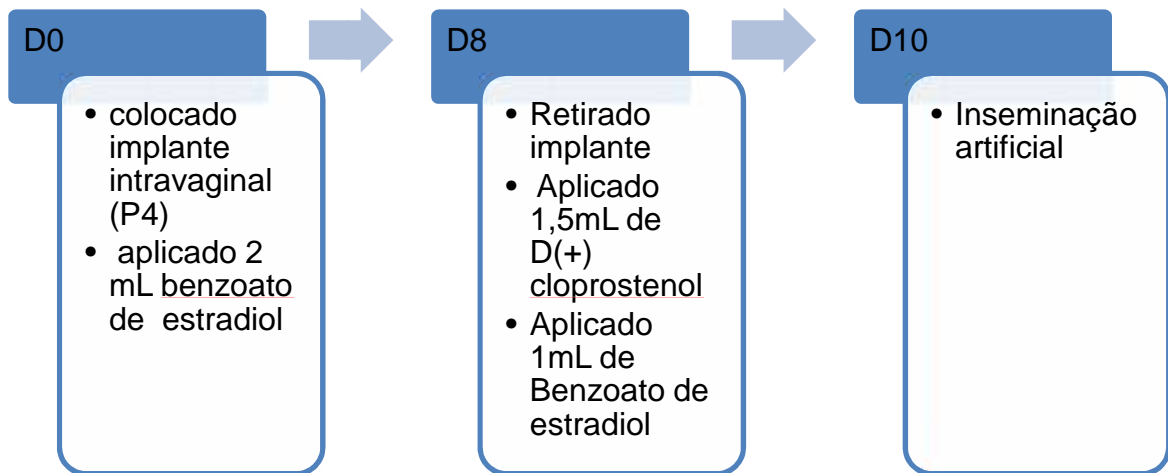 D0
• colocado
implante
intravaginal
(P4)
• aplicado 2
mL benzoato
de estradiol
D8
• Retirado
implante
• Aplicado
1,5mL de
D(+)
cloprostenol
• Aplicado
1mL de
Benzoato de
estradiol
D10
• Inseminação
artificial